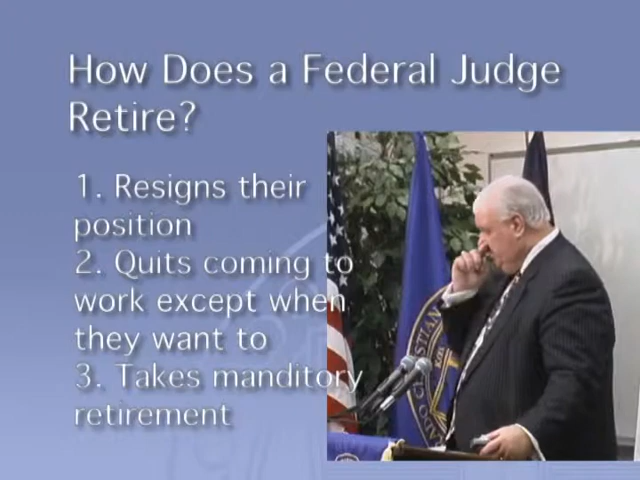 How Does a Federal Judge
Retire?
1. Resigns their
position
2. Quits coming to
work except when
they want to
3. Takes manditory
retirement